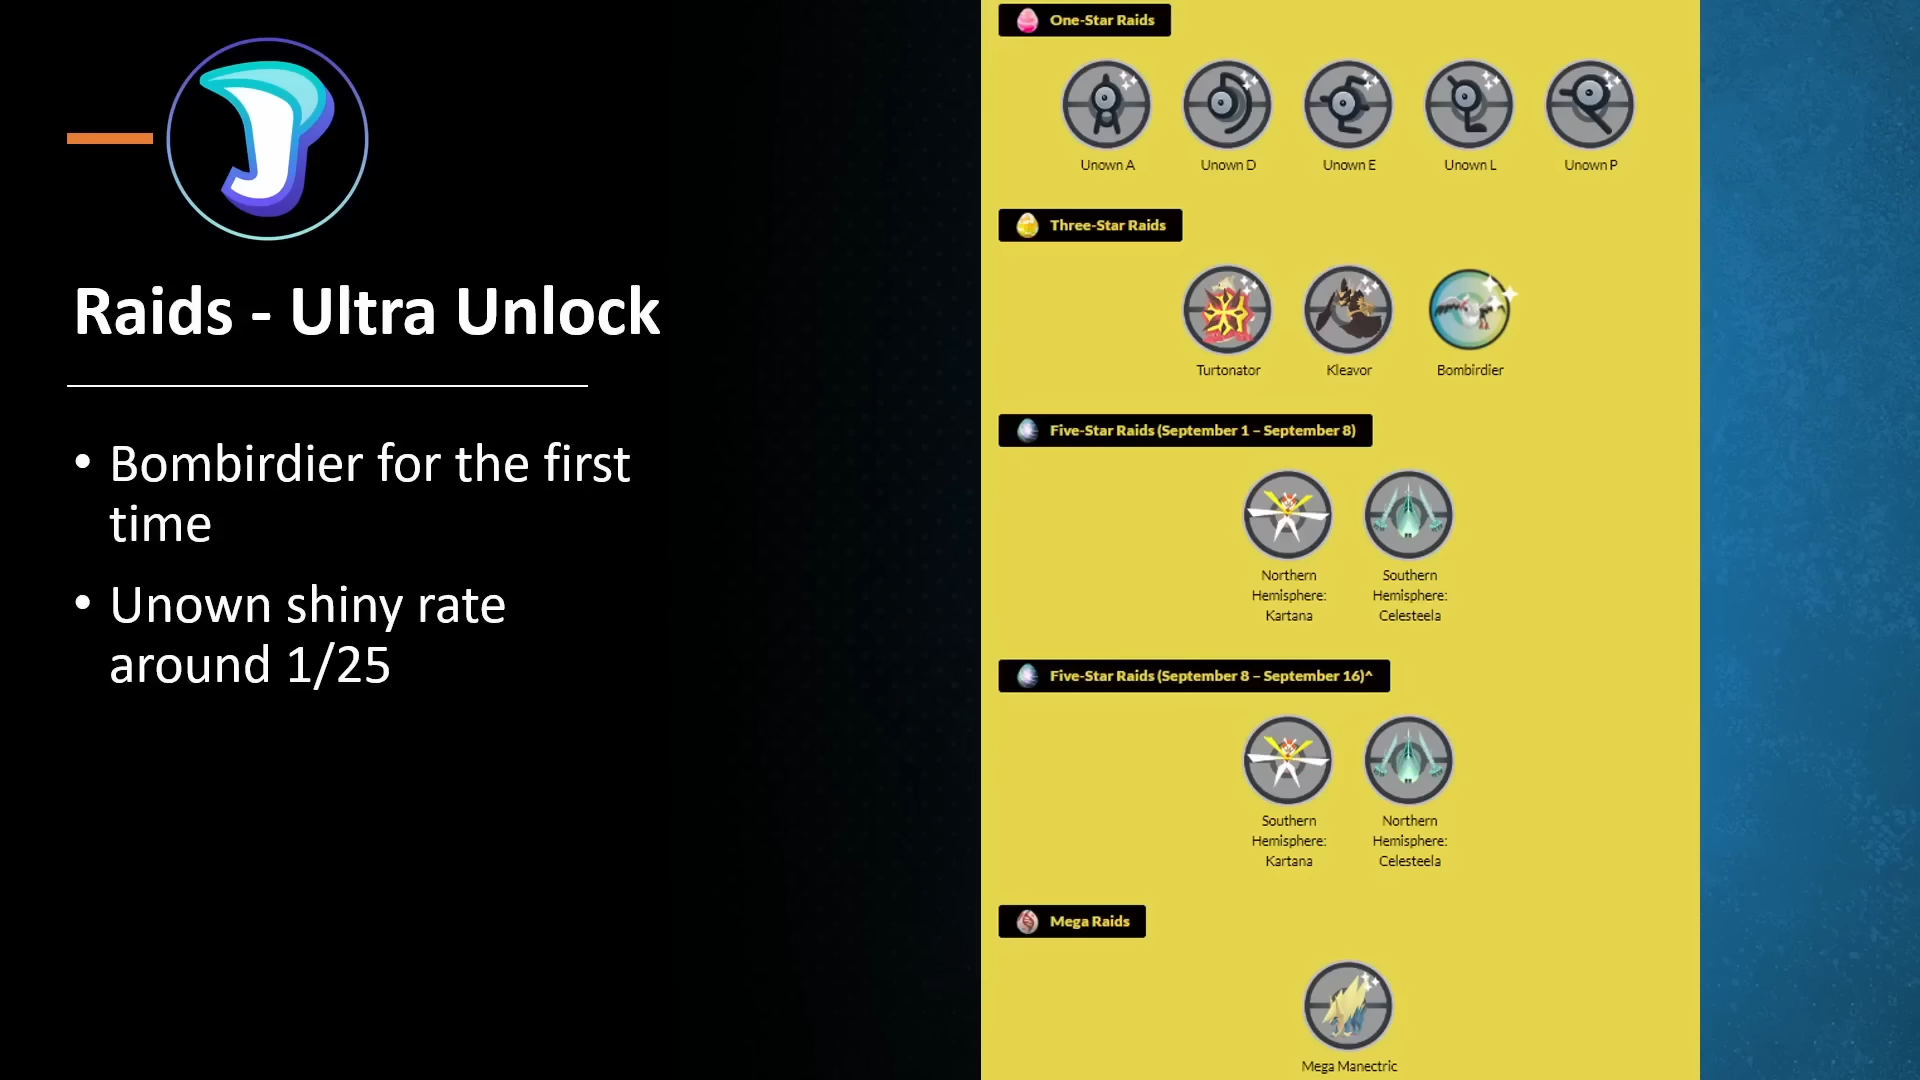 Raids - Ultra Unlock
• Bombirdier for the first
time
• Unown shiny rate
around 1/25
One-Star Raids
Unown A
Unown D
Unown E
Unown L
Unown P
Three-Star Raids
Turtonator
Kleavor
Bombirdier
Five-Star Raids (September 1 – September 8)
Northern
Hemisphere:
Kartana
Southern
Hemisphere:
Celesteela
Five-Star Raids (September 8 – September 16)^
Southern
Hemisphere:
Kartana
Northern
Hemisphere:
Celesteela
Mega Raids
Mega Manectric